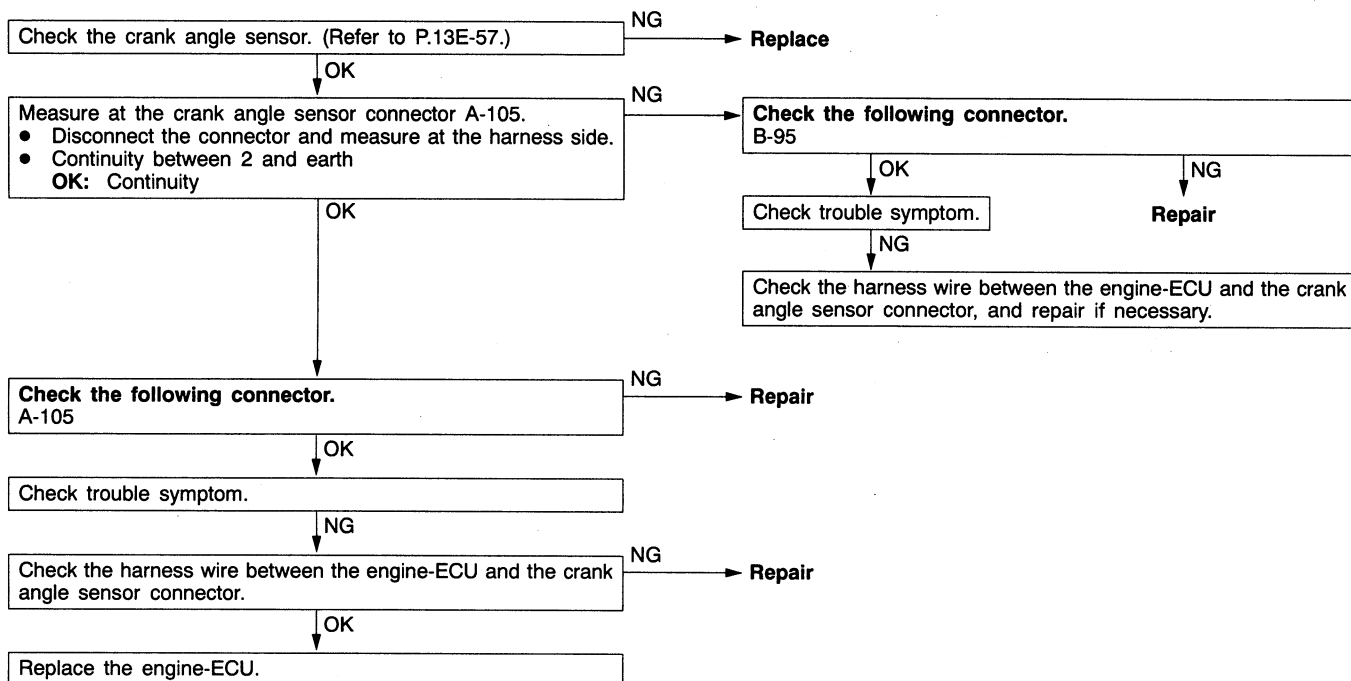 Check the crank angle sensor. (Refer to P.13E-57.)
NG
Replace
OK
Measure at the crank angle sensor connector A-105.
● Disconnect the connector and measure at the harness side.
● Continuity between 2 and earth
OK: Continuity
NG
Check the following connector.
B-95
OK
NG
Check trouble symptom.
Repair
NG
Check the harness wire between the engine-ECU and the crank
angle sensor connector, and repair if necessary.
OK
Check the following connector.
A-105
NG
Repair
OK
Check trouble symptom.
NG
Check the harness wire between the engine-ECU and the crank
angle sensor connector.
NG
Repair
OK
Replace the engine-ECU.